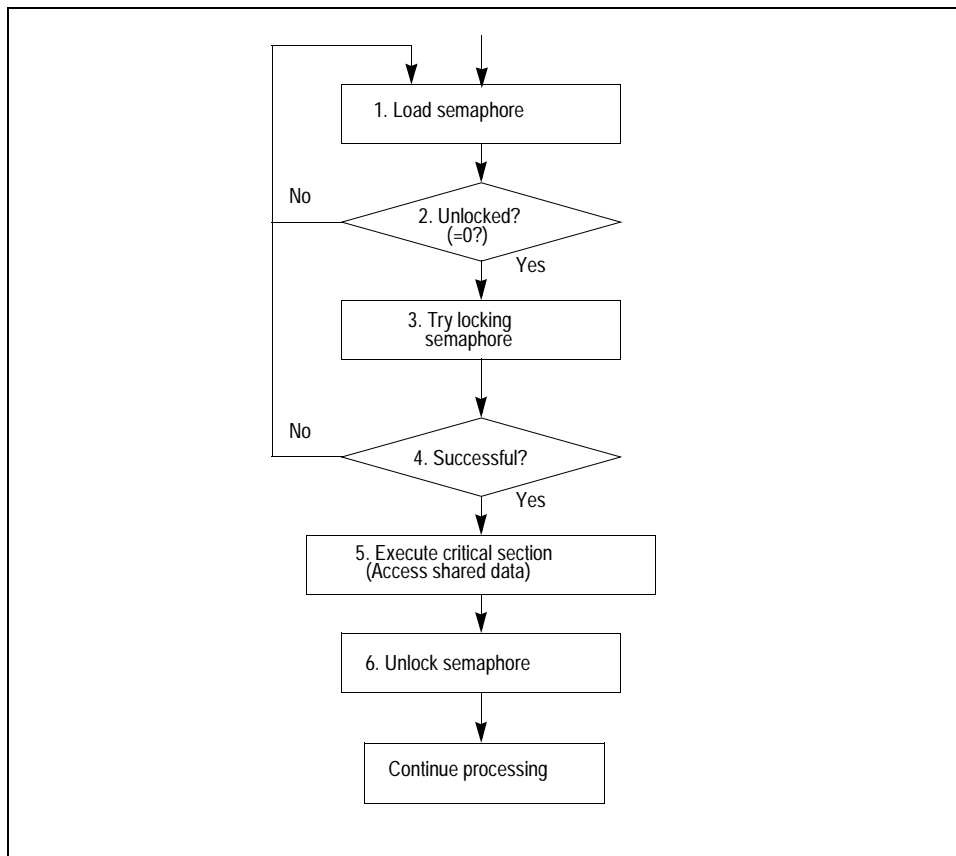 1. Load semaphore
No
2. Unlocked?
(=0?)
Yes
3. Try locking
semaphore
No
4. Successful?
Yes
5. Execute critical section
(Access shared data)
6. Unlock semaphore
Continue processing